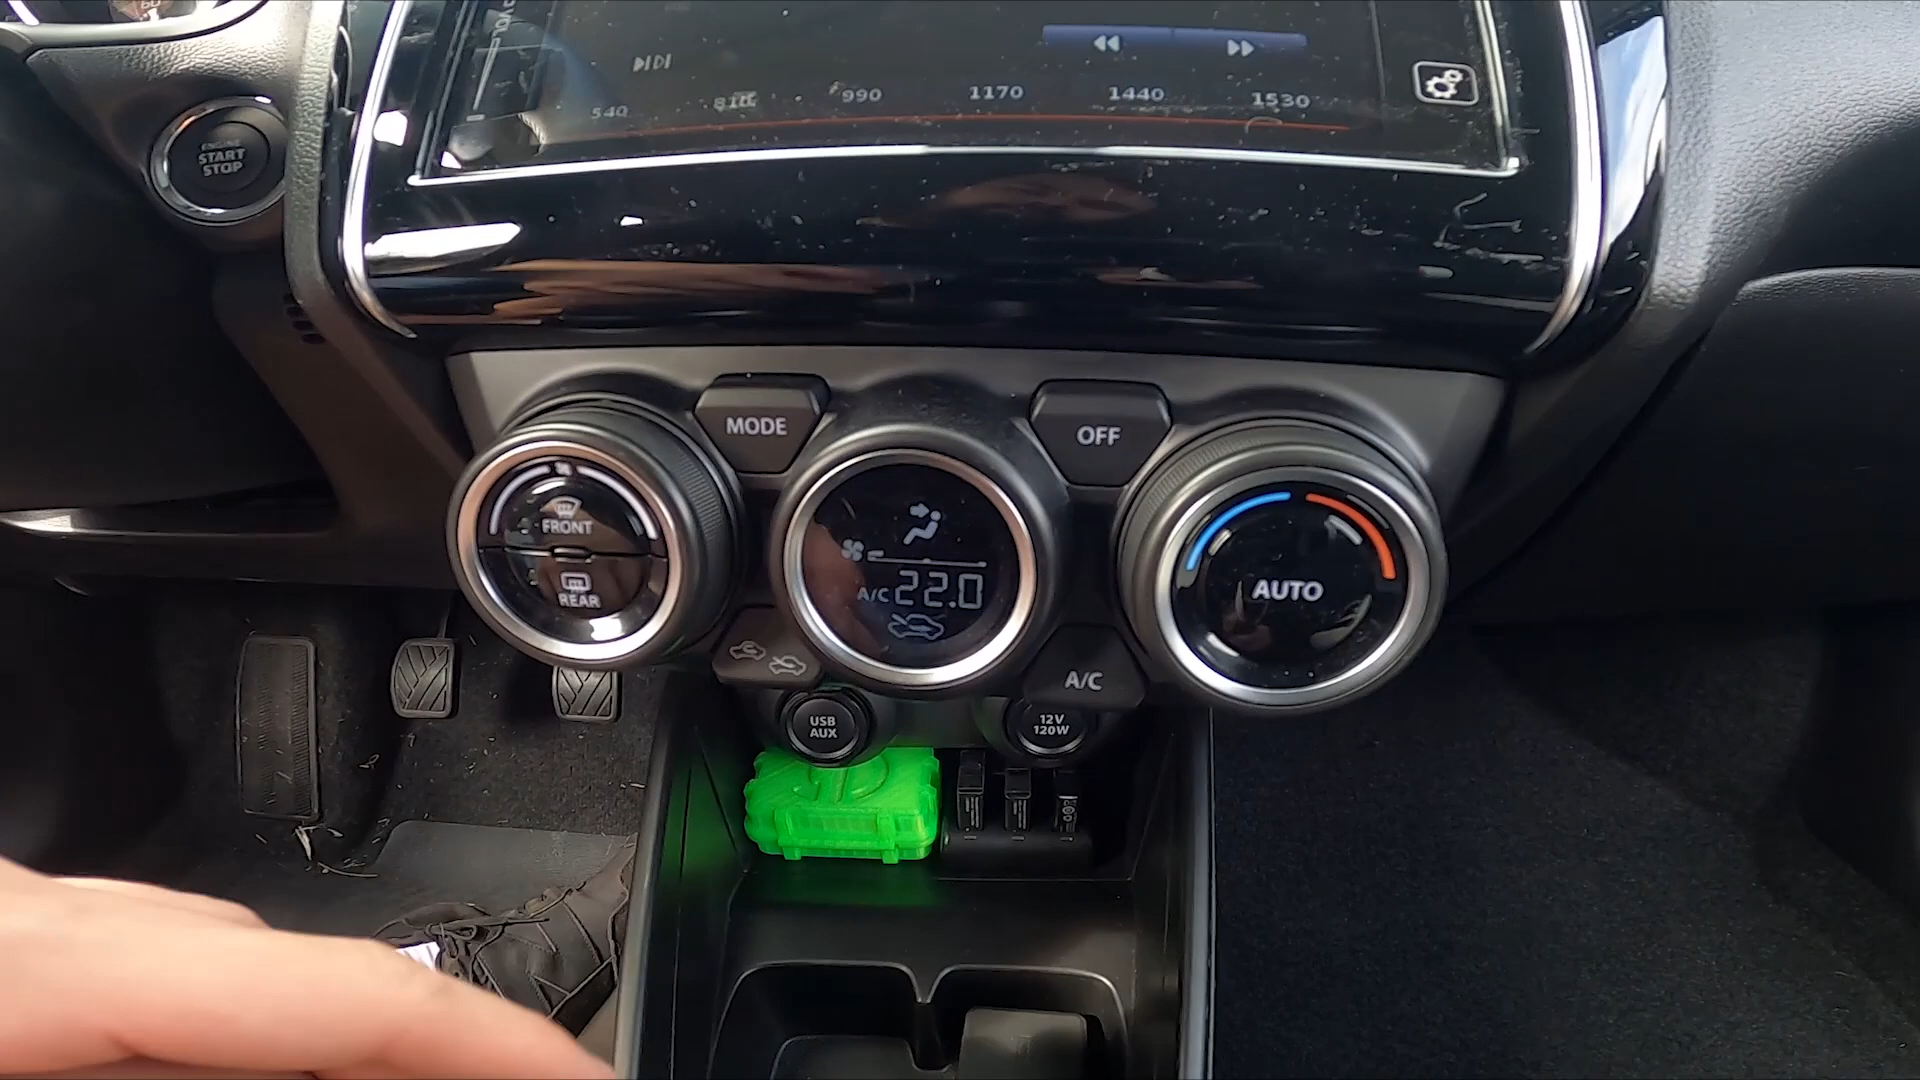 540
990
1170
1440
1530
ENGINE
START
STOP
MODE
OFF
FRONT
REAR
A/C 22.0
AUTO
A/C
USB
AUX
12V
120W